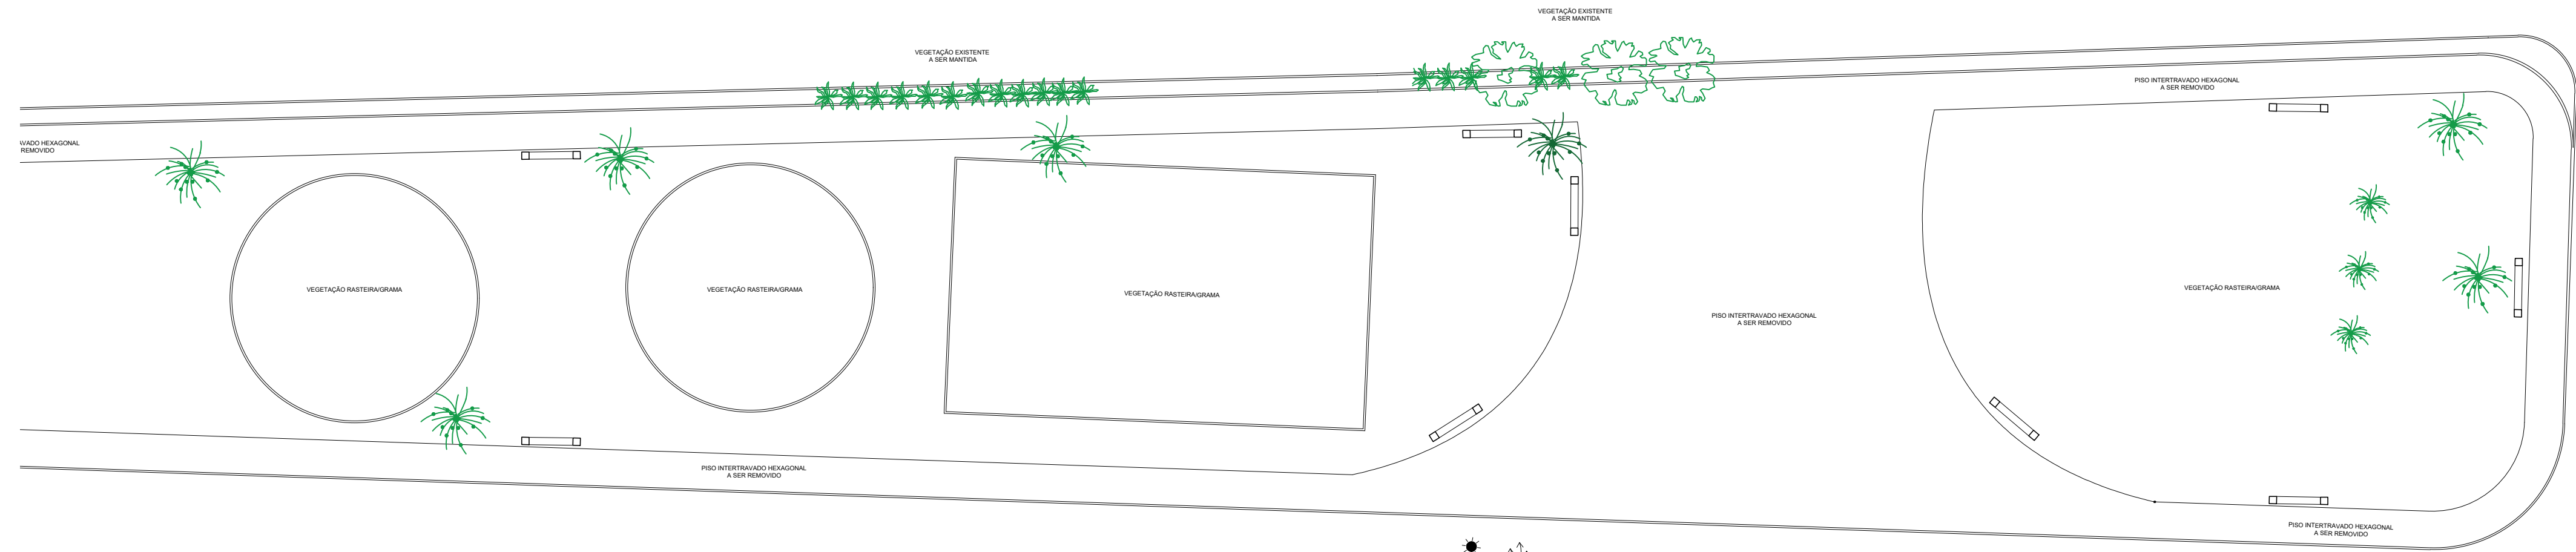 VEGETAÇÃO EXISTENTE
A SER MANTIDA
VEGETAÇÃO EXISTENTE
A SER MANTIDA
PISO INTERTRAVADO HEXAGONAL
A SER REMOVIDO
HEXAGONAL
REMOVIDO
VEGETAÇÃO RASTEIRA/GRAMA
VEGETAÇÃO RASTEIRA/GRAMA
VEGETAÇÃO RASTEIRA/GRAMA
VEGETAÇÃO RASTEIRA/GRAMA
PISO INTERTRAVADO HEXAGONAL
A SER REMOVIDO
PISO INTERTRAVADO HEXAGONAL
A SER REMOVIDO
PISO INTERTRAVADO HEXAGONAL
A SER REMOVIDO